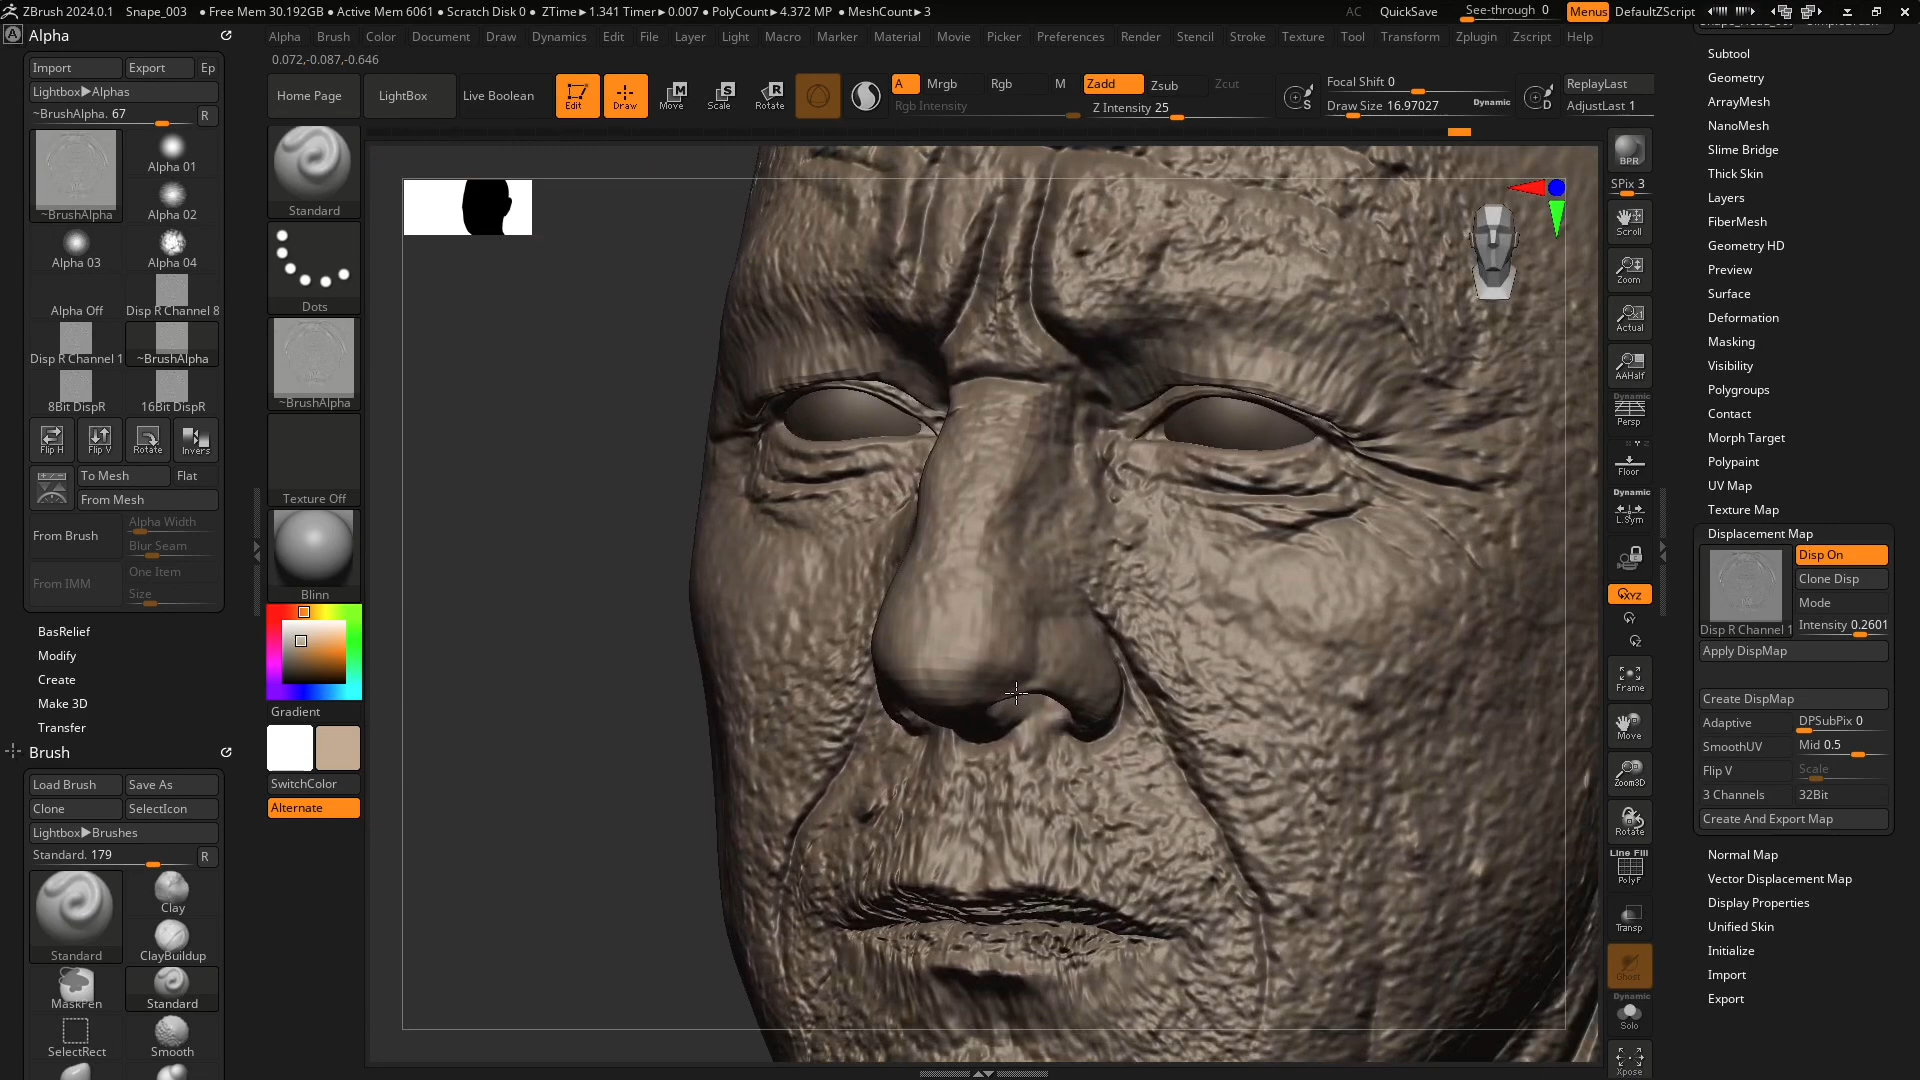 ZBrush 2024.0.1 Snape_003 ● Free Mem 30.192GB ● Active Mem 6061 ● Scratch Disk 0 ● ZTime▶1.341 Timer▶0.007 ● PolyCount▶4.372 MP ● MeshCount▶3
AC QuickSave See-through 0 Menus DefaultZScript
Alpha
Alpha Brush Color Document Draw Dynamics Edit File Layer Light Macro Marker Material Movie Picker Preferences Render Stencil Stroke Texture Tool Transform Zplugin Zscript Help
0.072,-0.087,-0.646
Import Export Ep
Lightbox▶Alphas
~BrushAlpha. 67 R
~BrushAlpha
Alpha 01
Alpha 02
Alpha 03
Alpha 04
Alpha Off
Disp R Channel 8
Disp R Channel 1
~BrushAlpha
8Bit DispR
16Bit DispR
Flip H
Flip V
Rotate
Invers
To Mesh
Flat
From Mesh
From Brush
Alpha Width
Blur Seam
From IMM
One Item
Size
BasRelief
Modify
Create
Make 3D
Transfer
Brush
Load Brush
Save As
Clone
SelectIcon
Lightbox▶Brushes
Standard. 179 R
Standard
Clay
ClayBuildup
MaskPen
Standard
SelectRect
Smooth
Home Page
LightBox
Live Boolean
Edit
Draw
Move
Scale
Rotate
A
Mrgb
Rgb
M
Rgb Intensity
Zadd
Zsub
Zcut
Z Intensity 25
S
Focal Shift 0
Draw Size 16.97027
Dynamic
D
ReplayLast
AdjustLast 1
Standard
Dots
~BrushAlpha
Texture Off
Blinn
Gradient
SwitchColor
Alternate
BPR
SPix 3
Scroll
Zoom
Actual
AAHalf
Dynamic
Persp
Floor
Dynamic
L.Sym
XYZ
Y
Z
Frame
Move
Zoom3D
Rotate
Line Fill
PolyF
Transp
Ghost
Dynamic
Solo
Xpose
Subtool
Geometry
ArrayMesh
NanoMesh
Slime Bridge
Thick Skin
Layers
FiberMesh
Geometry HD
Preview
Surface
Deformation
Masking
Visibility
Polygroups
Contact
Morph Target
Polypaint
UV Map
Texture Map
Displacement Map
Disp R Channel 1
Disp On
Clone Disp
Mode
Intensity 0.2601
Apply DispMap
Create DispMap
Adaptive
DPSubPix 0
SmoothUV
Mid 0.5
Flip V
Scale
3 Channels
32Bit
Create And Export Map
Normal Map
Vector Displacement Map
Display Properties
Unified Skin
Initialize
Import
Export